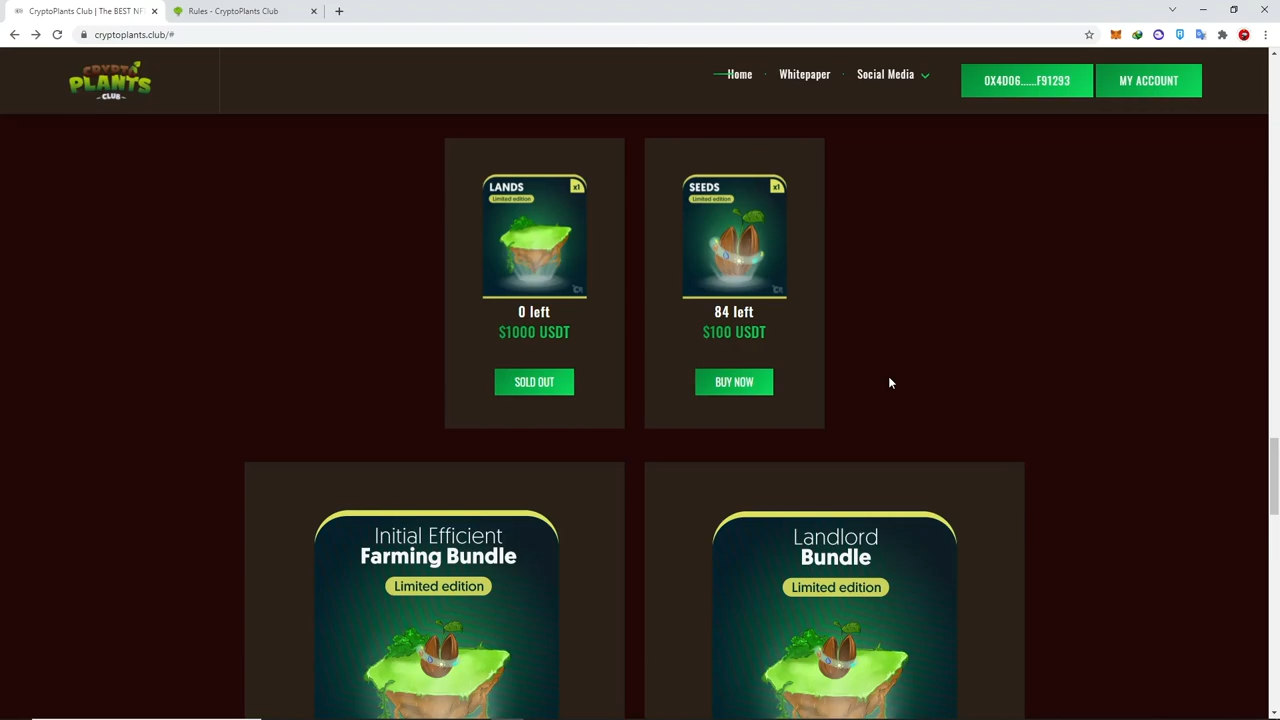 CryptoPlants Club | The BEST NF
Rules - CryptoPlants Club
cryptoplants.club/#
CRYPTO
PLANTS
CLUB
Home
Whitepaper
Social Media
0X4D06......F91293
MY ACCOUNT
LANDS
x1
Limited edition
0 left
$1000 USDT
SOLD OUT
SEEDS
x1
Limited edition
84 left
$100 USDT
BUY NOW
Initial Efficient
Farming Bundle
Limited edition
Landlord
Bundle
Limited edition